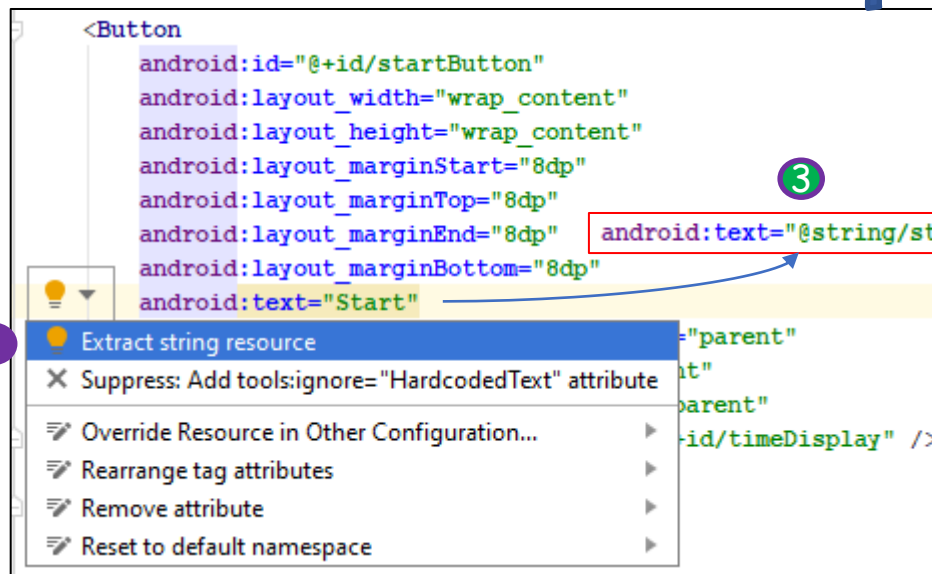 <Button
android:id="@+id/startButton"
android:layout_width="wrap_content"
android:layout_height="wrap_content"
android:layout_marginStart="8dp"
android:layout_marginTop="8dp"
3
android:layout_marginEnd="8dp" android:text="@string/st
android:layout_marginBottom="8dp"
android:text="Start"
Extract string resource
="parent"
Suppress: Add tools:ignore="HardcodedText" attribute
nt"
parent"
Override Resource in Other Configuration...
+id/timeDisplay" />
Rearrange tag attributes
Remove attribute
Reset to default namespace